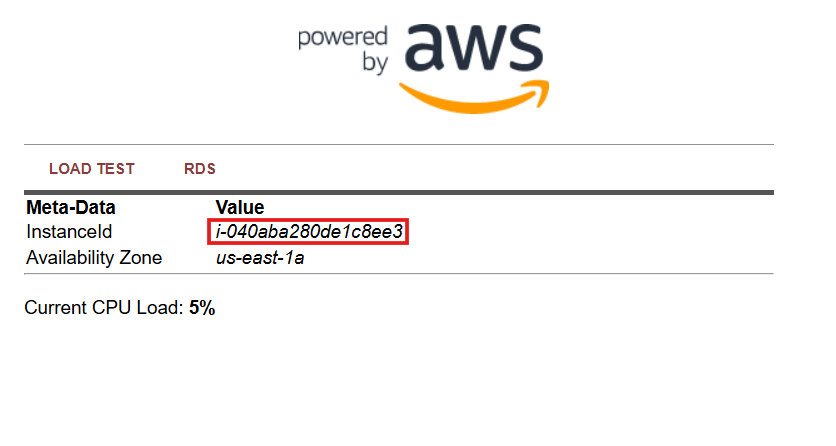 powered
by
aws
LOAD TEST RDS
Meta-Data Value
InstanceId i-040aba280de1c8ee3
Availability Zone us-east-1a
Current CPU Load: 5%